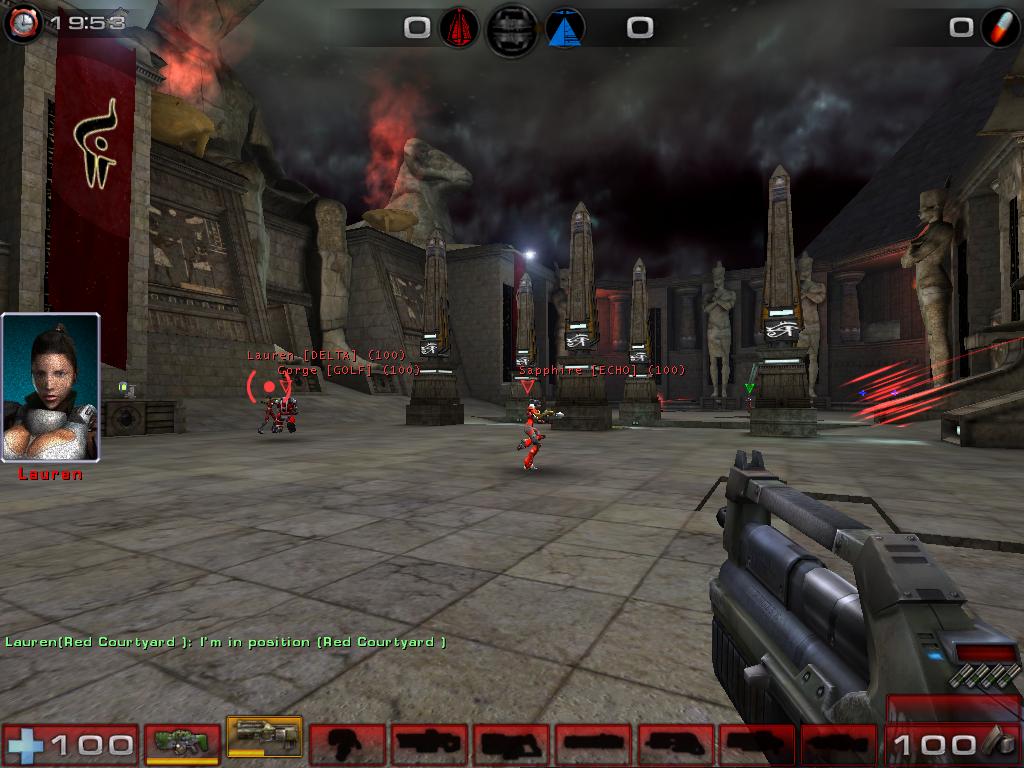 19:53
0
0
0
Lauren [DELTA] (100)
Gorge [GOLF] (100)
Sapphire [ECHO] (100)
Lauren
Lauren(Red Courtyard ): I'm in position (Red Courtyard )
100
100